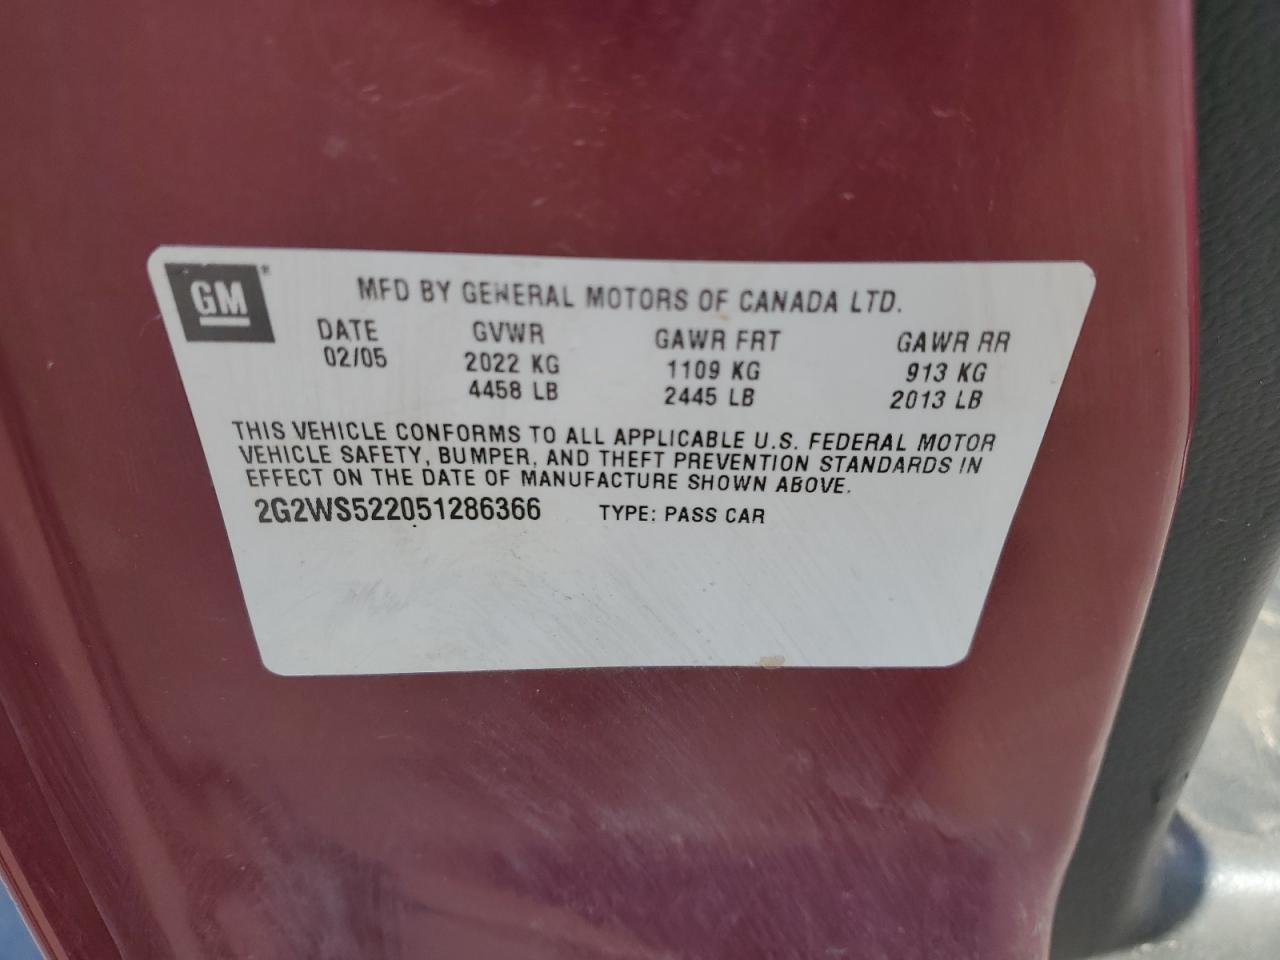 GM®
MFD BY GENERAL MOTORS OF CANADA LTD.
DATE GVWR GAWR FRT GAWR RR
02/05 2022 KG 1109 KG 913 KG
4458 LB 2445 LB 2013 LB
THIS VEHICLE CONFORMS TO ALL APPLICABLE U.S. FEDERAL MOTOR
VEHICLE SAFETY, BUMPER, AND THEFT PREVENTION STANDARDS IN
EFFECT ON THE DATE OF MANUFACTURE SHOWN ABOVE.
2G2WS522051286366 TYPE: PASS CAR